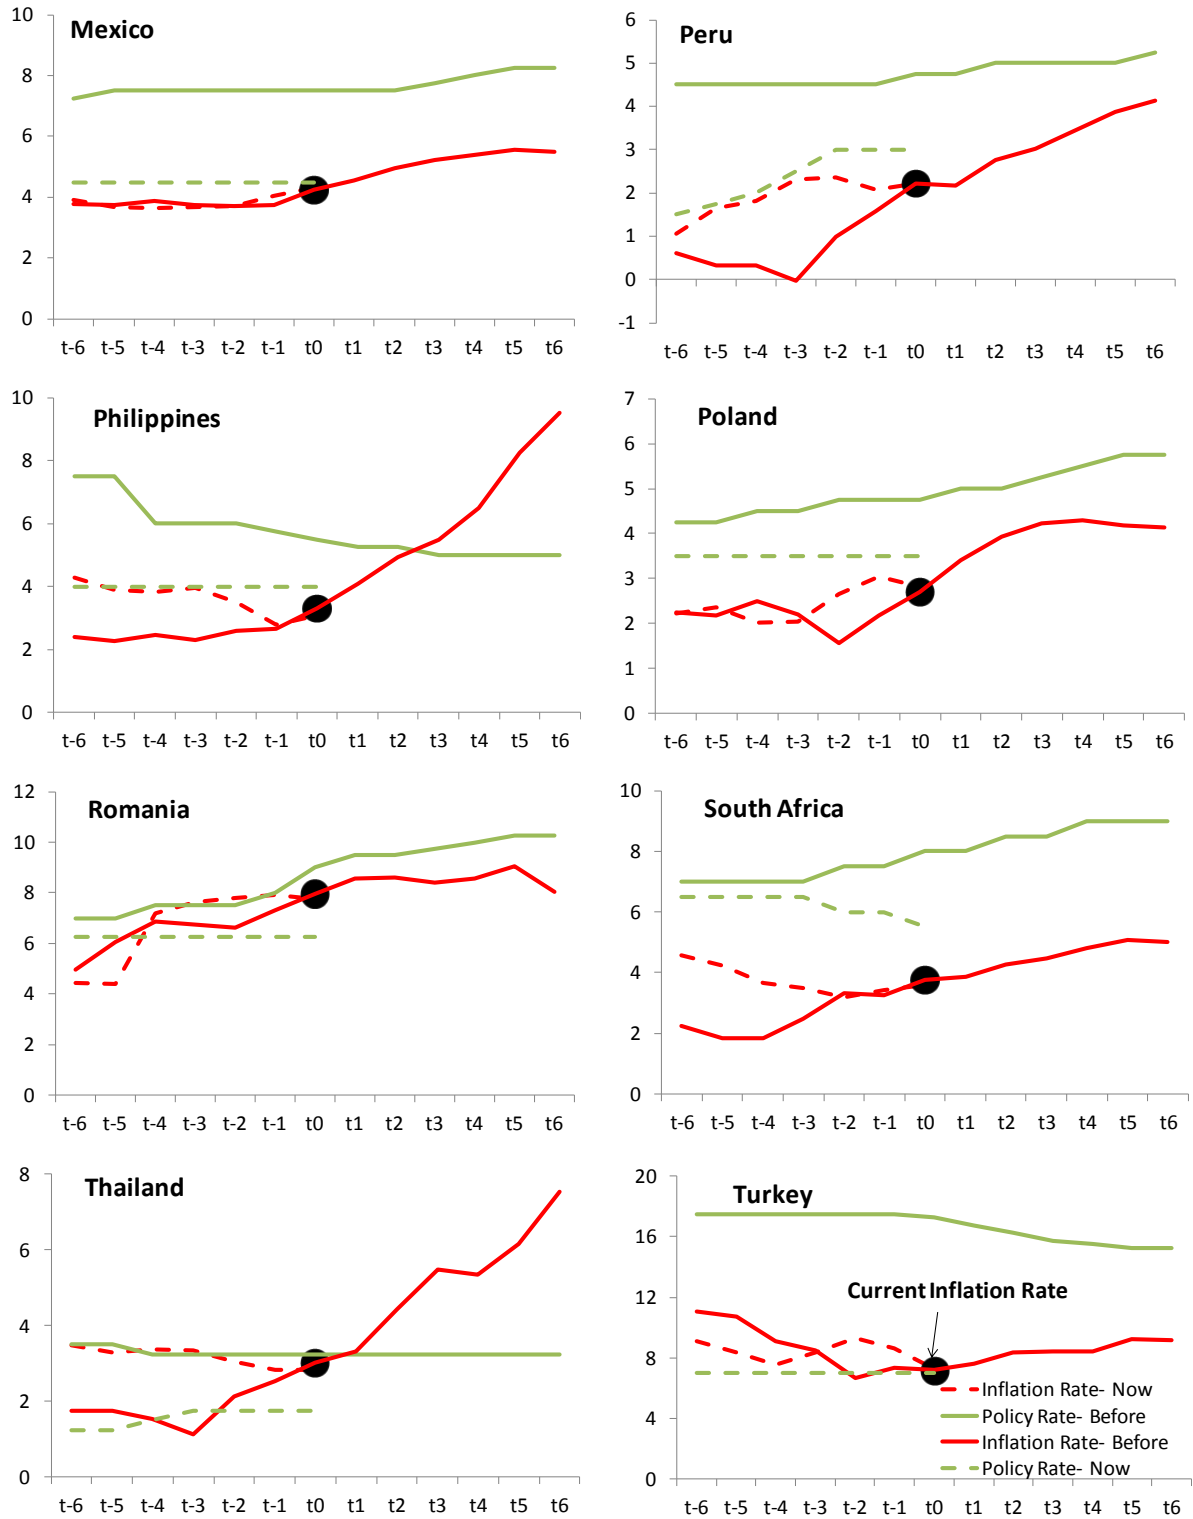 Mexico
10
8
6
4
2
0
t-6 t-5 t-4 t-3 t-2 t-1 t0 t1 t2 t3 t4 t5 t6
Peru
6
5
4
3
2
1
0
-1
t-6 t-5 t-4 t-3 t-2 t-1 t0 t1 t2 t3 t4 t5 t6
Philippines
10
8
6
4
2
0
t-6 t-5 t-4 t-3 t-2 t-1 t0 t1 t2 t3 t4 t5 t6
Poland
7
6
5
4
3
2
1
0
t-6 t-5 t-4 t-3 t-2 t-1 t0 t1 t2 t3 t4 t5 t6
Romania
12
10
8
6
4
2
0
t-6 t-5 t-4 t-3 t-2 t-1 t0 t1 t2 t3 t4 t5 t6
South Africa
10
8
6
4
2
0
t-6 t-5 t-4 t-3 t-2 t-1 t0 t1 t2 t3 t4 t5 t6
Thailand
8
6
4
2
0
t-6 t-5 t-4 t-3 t-2 t-1 t0 t1 t2 t3 t4 t5 t6
Turkey
20
16
12
8
4
0
Current Inflation Rate
Inflation Rate- Now
Policy Rate- Before
Inflation Rate- Before
Policy Rate- Now
t-6 t-5 t-4 t-3 t-2 t-1 t0 t1 t2 t3 t4 t5 t6